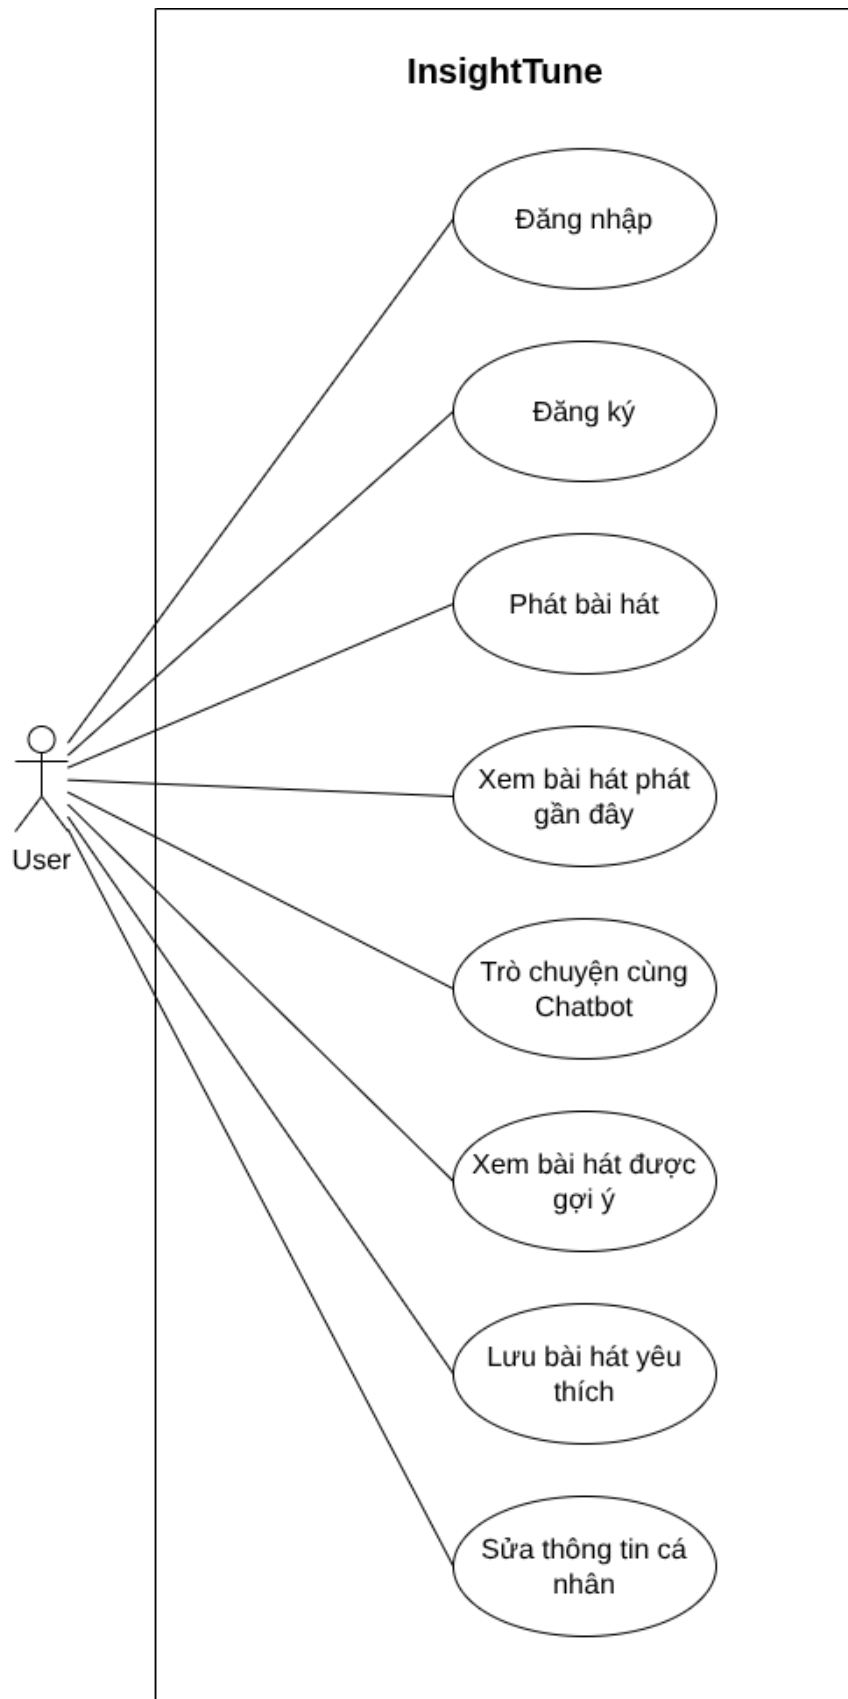 InsightTune
Đăng nhập
Đăng ký
Phát bài hát
Xem bài hát phát
gần đây
User
Trò chuyện cùng
Chatbot
Xem bài hát được
gợi ý
Lưu bài hát yêu
thích
Sửa thông tin cá
nhân